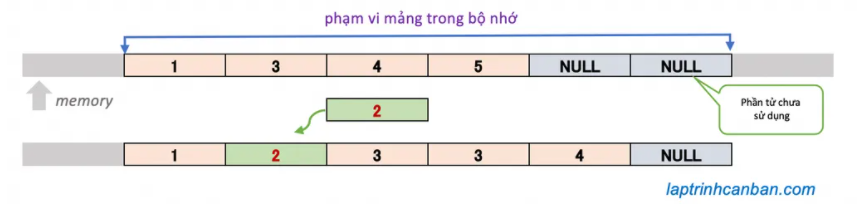 phạm vi mảng trong bộ nhớ
1 3 4 5 NULL NULL
memory
2
Phần tử chưa
sử dụng
1 2 3 3 4 NULL
laptrinhcanban.com